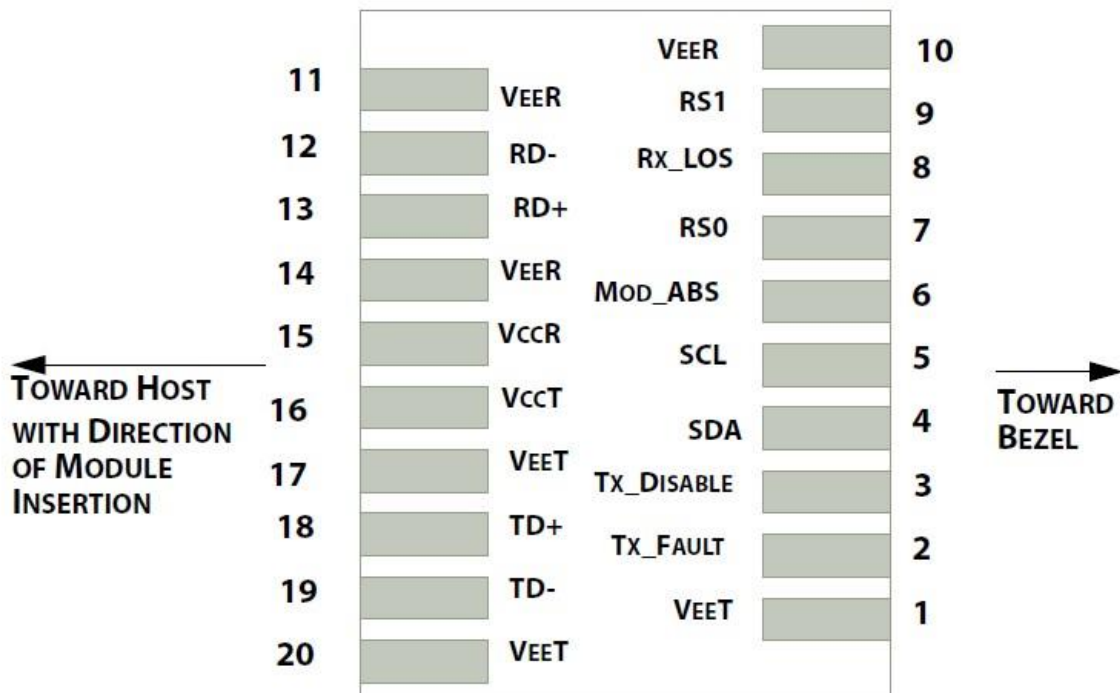 11 VEER
12 RD-
13 RD+
14 VEER
15 VCCR
16 VCCT
17 VEET
18 TD+
19 TD-
20 VEET
VEER 10
RS1 9
RX_LOS 8
RS0 7
MOD_ABS 6
SCL 5
SDA 4
TX_DISABLE 3
TX_FAULT 2
VEET 1
TOWARD HOST
WITH DIRECTION
OF MODULE
INSERTION
TOWARD
BEZEL